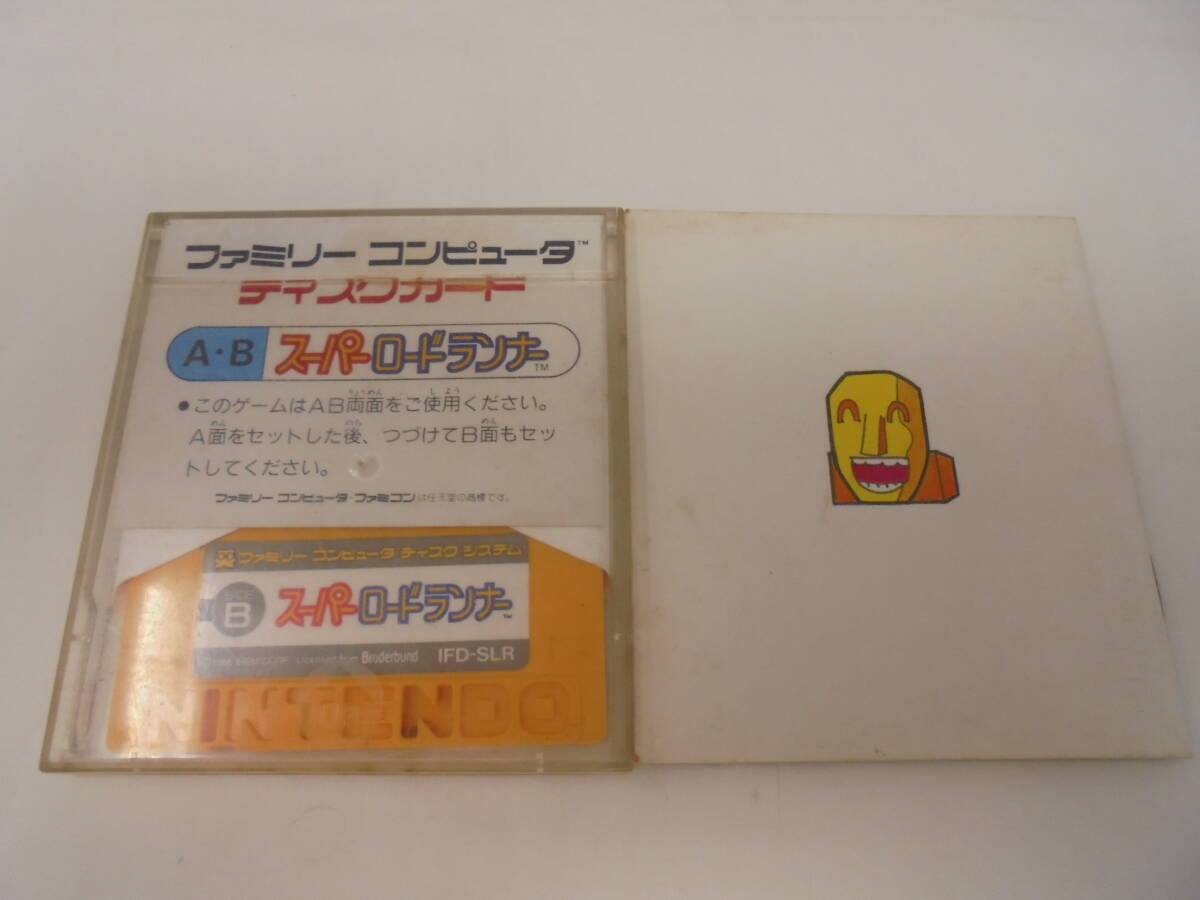 ファミリー コンピュータ™
ディスクカード
A・B スーパーロードランナー™
●このゲームはAB両面をご使用ください。
A面をセットした後、つづけてB面もセッ
トしてください。
ファミリー コンピュータ・ファミコンは任天堂の商標です。
ファミリー コンピュータ ディスク システム
SIDE B スーパーロードランナー™
Licensed from Brøderbund IFD-SLR
NINTENDO